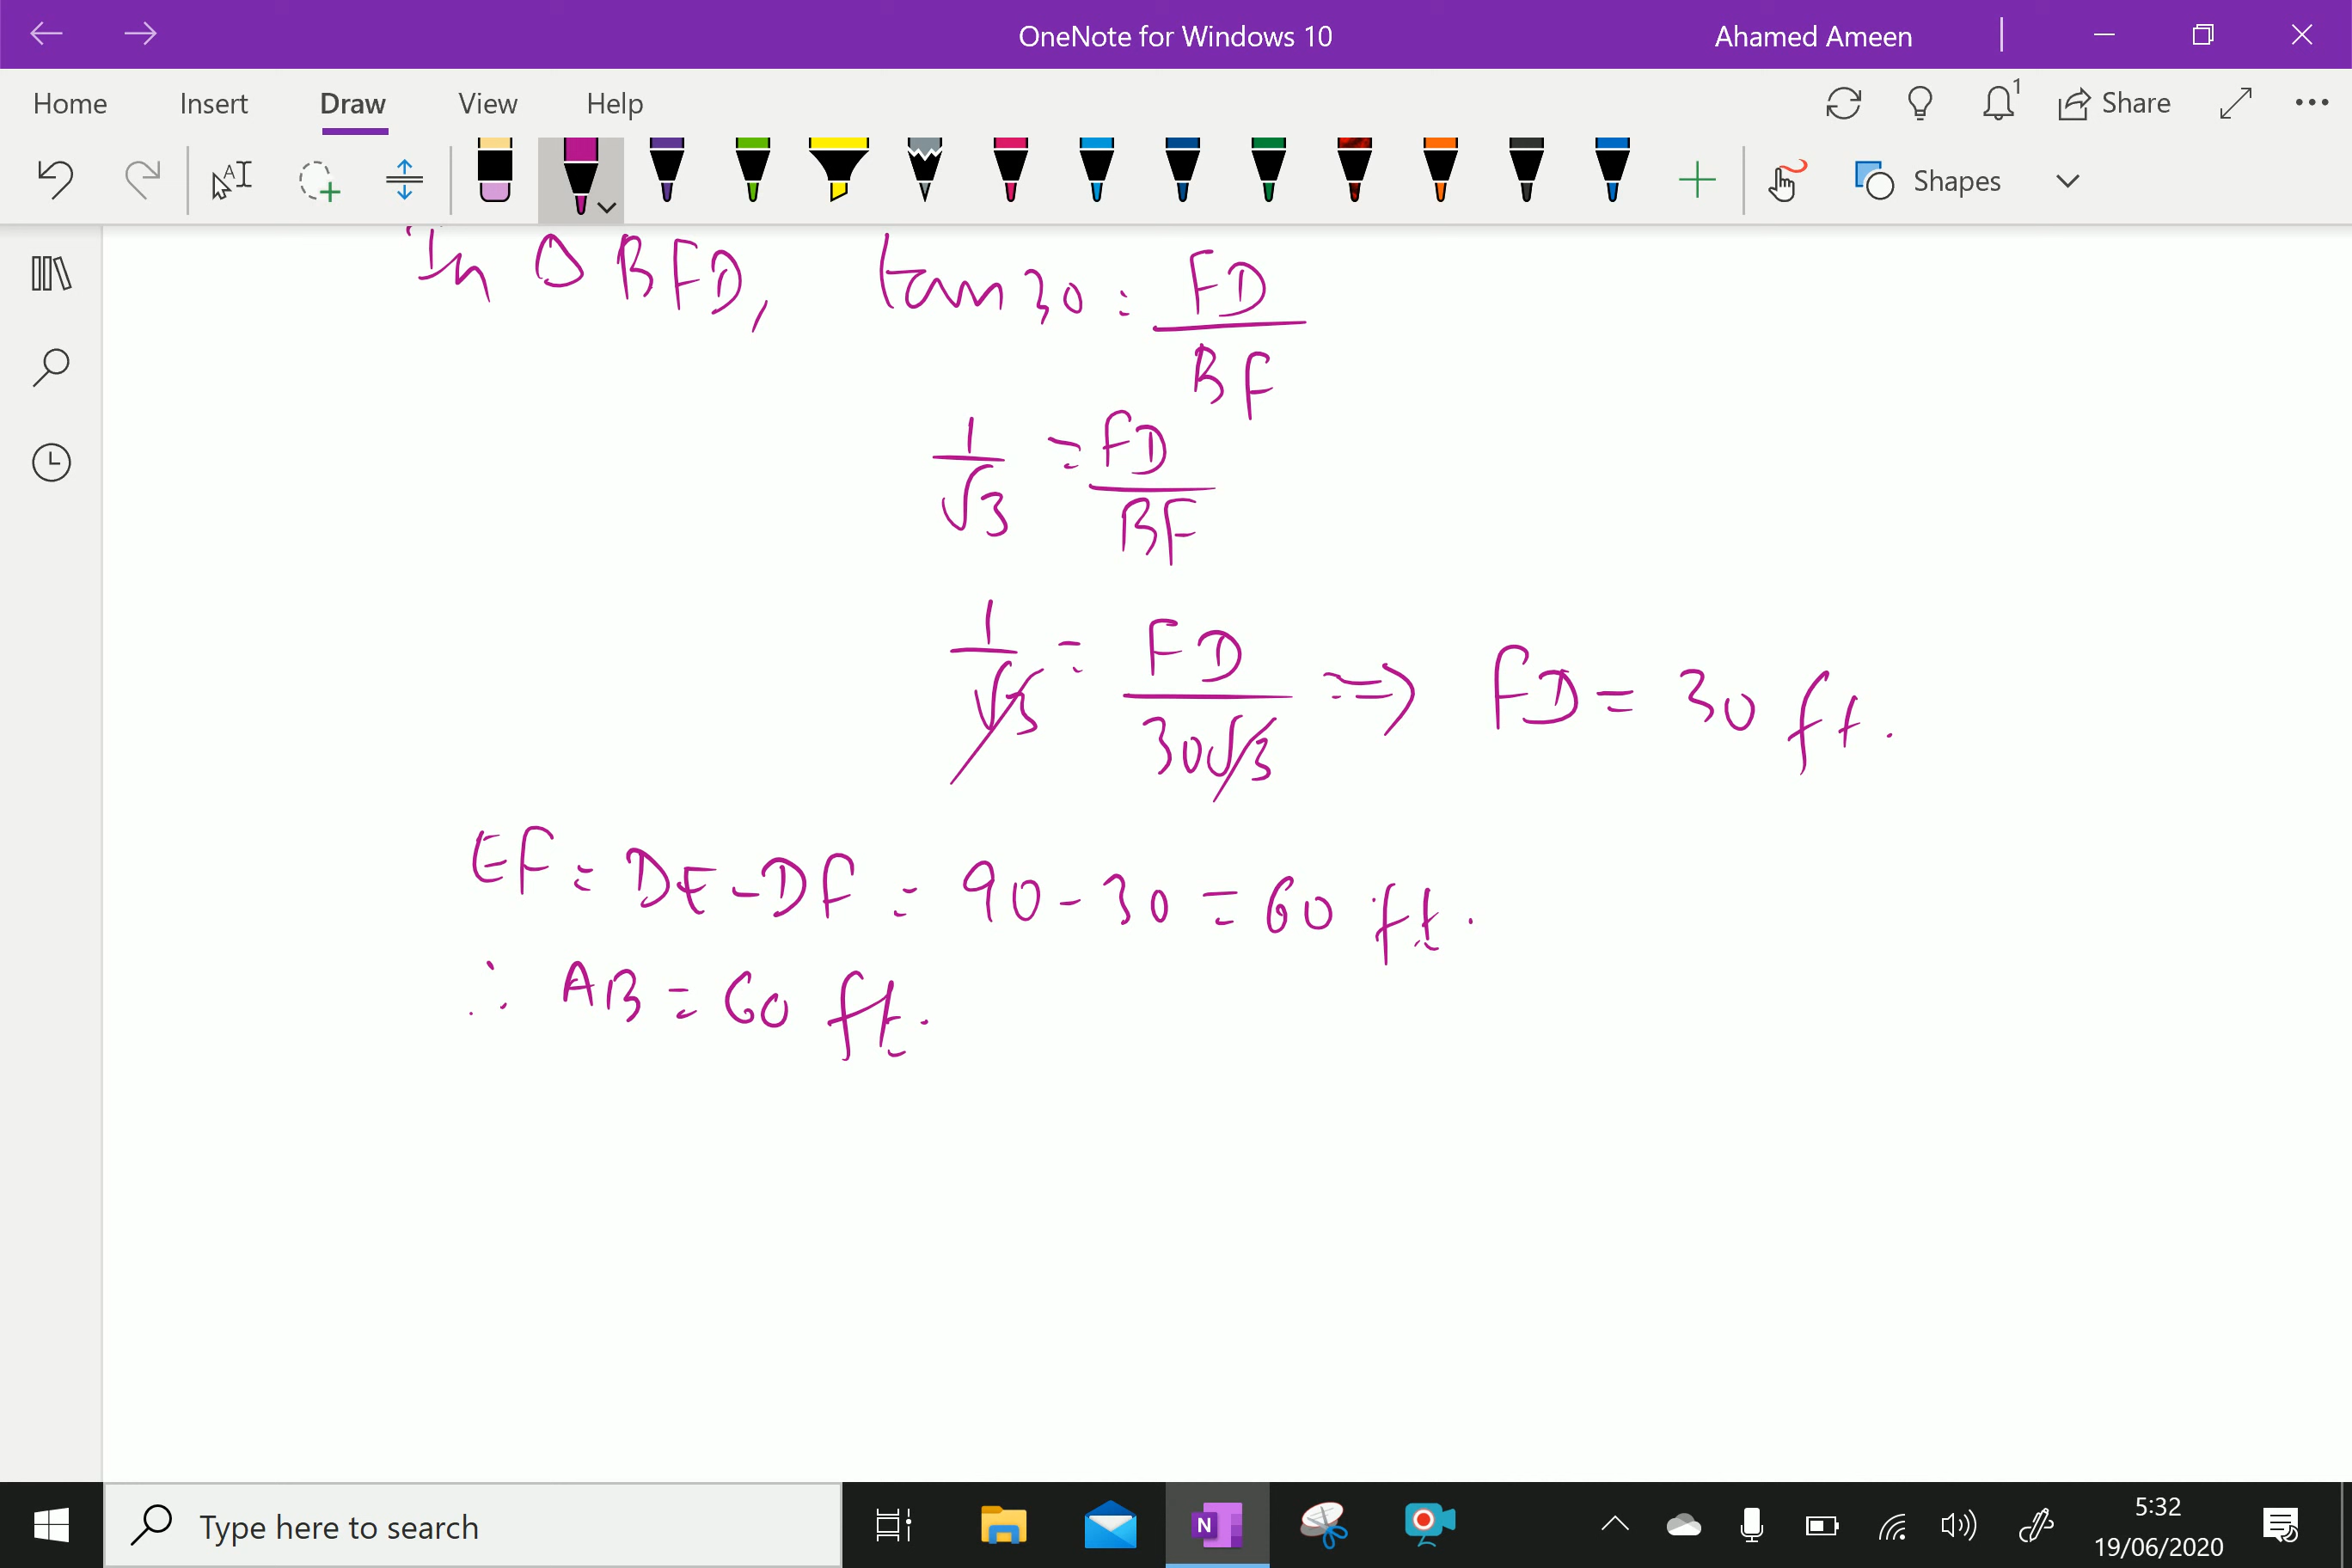 OneNote for Windows 10 Ahamed Ameen
Home Insert Draw View Help 1 Share
Shapes
In Δ BFD, tan 30 = FD/BF
1/√3 = FD/BF
1/√3 = FD/30√3 ⇒ FD = 30 ft.
EF = DE - DF = 90 - 30 = 60 ft.
∴ AB = 60 ft.
Type here to search
5:32
19/06/2020